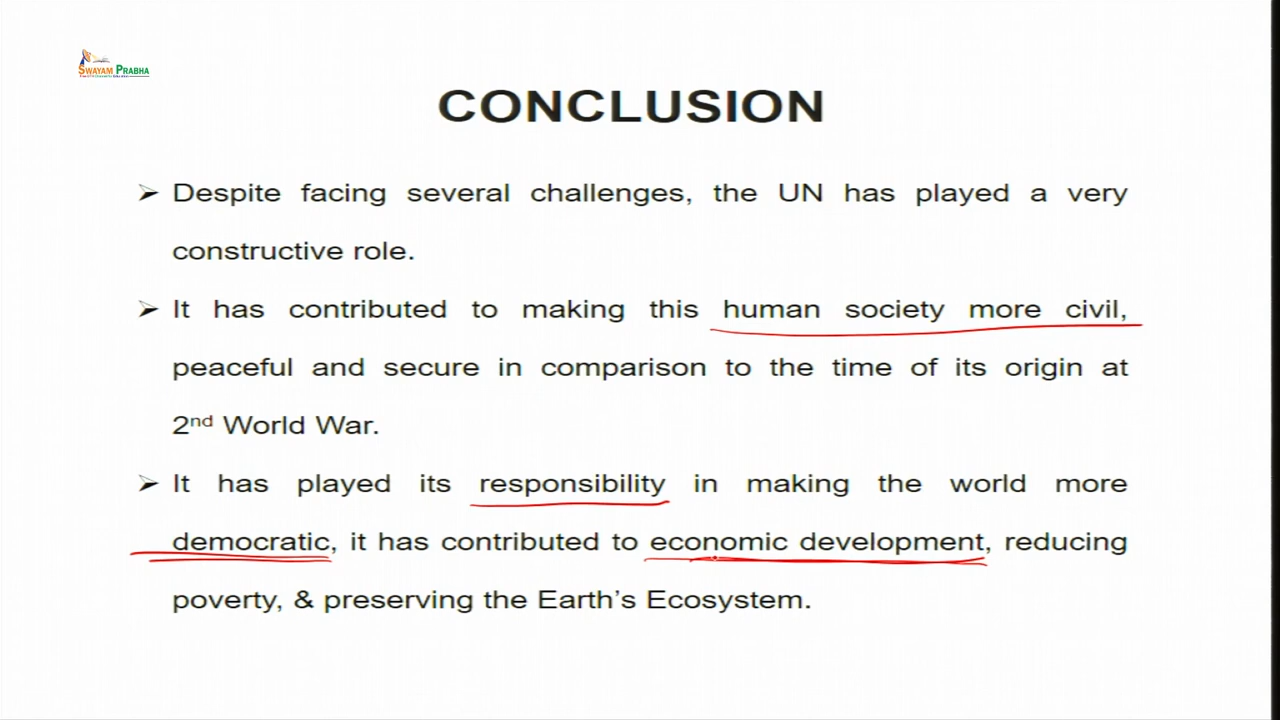 SWAYAM PRABHA
CONCLUSION
➢ Despite facing several challenges, the UN has played a very
constructive role.
➢ It has contributed to making this human society more civil,
peaceful and secure in comparison to the time of its origin at
2nd World War.
➢ It has played its responsibility in making the world more
democratic, it has contributed to economic development, reducing
poverty, & preserving the Earth's Ecosystem.